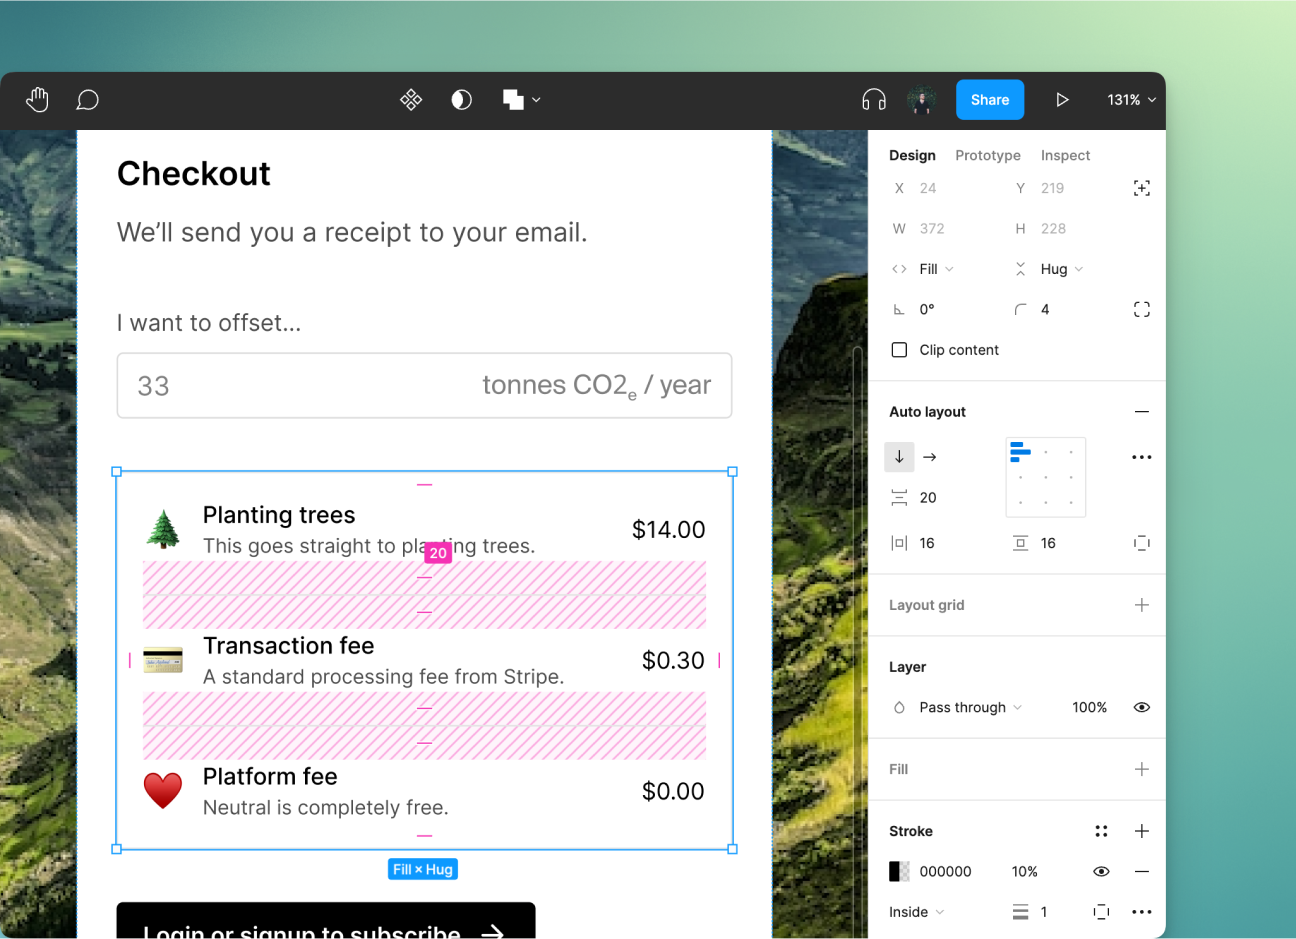 Share
131%
Checkout
We'll send you a receipt to your email.
I want to offset...
33
tonnes CO2e / year
Planting trees
This goes straight to planting trees.
$14.00
20
Transaction fee
A standard processing fee from Stripe.
$0.30
Platform fee
Neutral is completely free.
$0.00
Fill × Hug
Login or signup to subscribe →
Design Prototype Inspect
X 24 Y 219
W 372 H 228
Fill Hug
0° 4
Clip content
Auto layout
20
16 16
Layout grid
Layer
Pass through 100%
Fill
Stroke
000000 10%
Inside 1